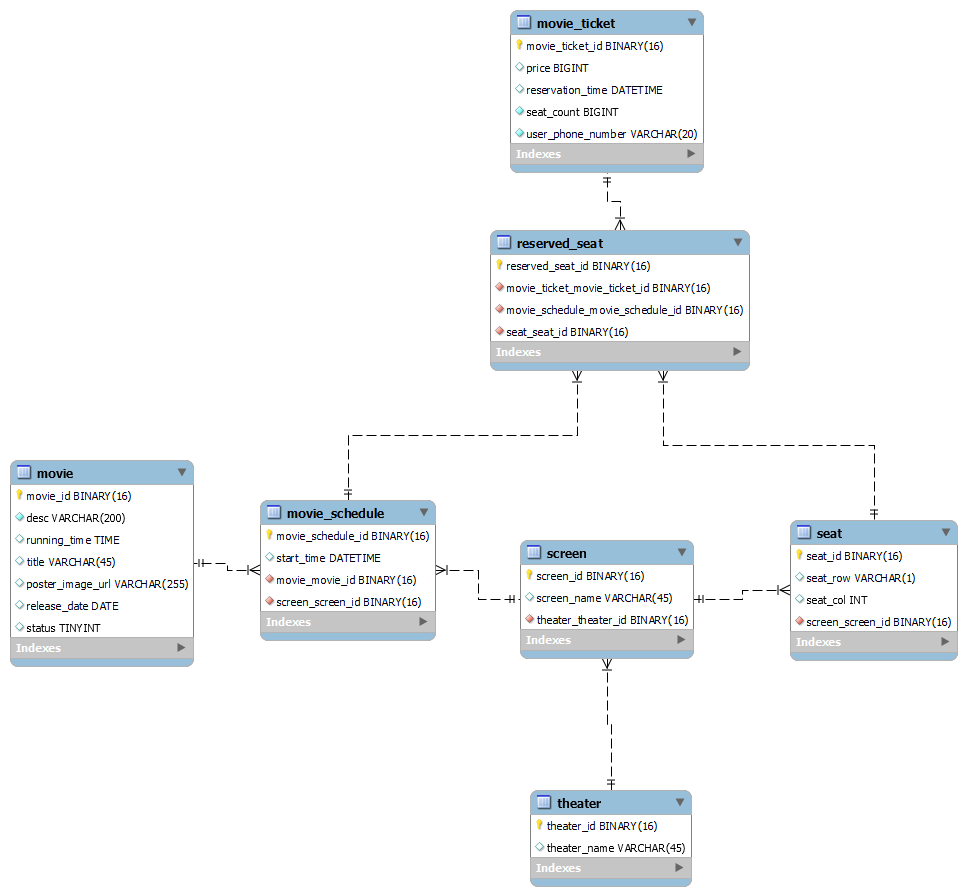 movie_ticket
movie_ticket_id BINARY(16)
price BIGINT
reservation_time DATETIME
seat_count BIGINT
user_phone_number VARCHAR(20)
Indexes
reserved_seat
reserved_seat_id BINARY(16)
movie_ticket_movie_ticket_id BINARY(16)
movie_schedule_movie_schedule_id BINARY(16)
seat_seat_id BINARY(16)
Indexes
movie
movie_id BINARY(16)
desc VARCHAR(200)
running_time TIME
title VARCHAR(45)
poster_image_url VARCHAR(255)
release_date DATE
status TINYINT
Indexes
movie_schedule
movie_schedule_id BINARY(16)
start_time DATETIME
movie_movie_id BINARY(16)
screen_screen_id BINARY(16)
Indexes
screen
screen_id BINARY(16)
screen_name VARCHAR(45)
theater_theater_id BINARY(16)
Indexes
seat
seat_id BINARY(16)
seat_row VARCHAR(1)
seat_col INT
screen_screen_id BINARY(16)
Indexes
theater
theater_id BINARY(16)
theater_name VARCHAR(45)
Indexes